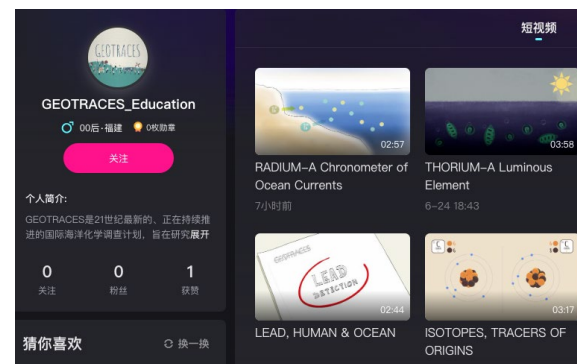 GEOTRACES
GEOTRACES_Education
00后·福建 0枚勋章
关注
个人简介:
GEOTRACES是21世纪最新的、正在持续推
进的国际海洋化学调查计划，旨在研究展开
0 0 1
关注 粉丝 获赞
猜你喜欢 换一换
短视频
02:57
RADIUM–A Chronometer of
Ocean Currents
7小时前
03:58
THORIUM–A Luminous
Element
6-24 18:43
GEOTRACES
LEAD
DETECTION
02:44
LEAD, HUMAN & OCEAN
03:17
ISOTOPES, TRACERS OF
ORIGINS